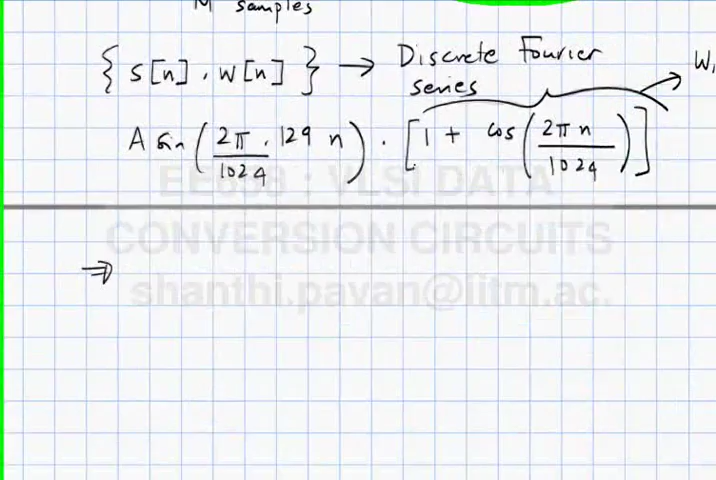 M samples
{ s[n] . w[n] } → Discrete Fourier series
A sin(2π/1024 . 129 n) . [1 + cos(2πn/1024)]
EE658 : VLSI DATA
CONVERSION CIRCUITS
shanthi.pavan@iitm.ac.
⇒